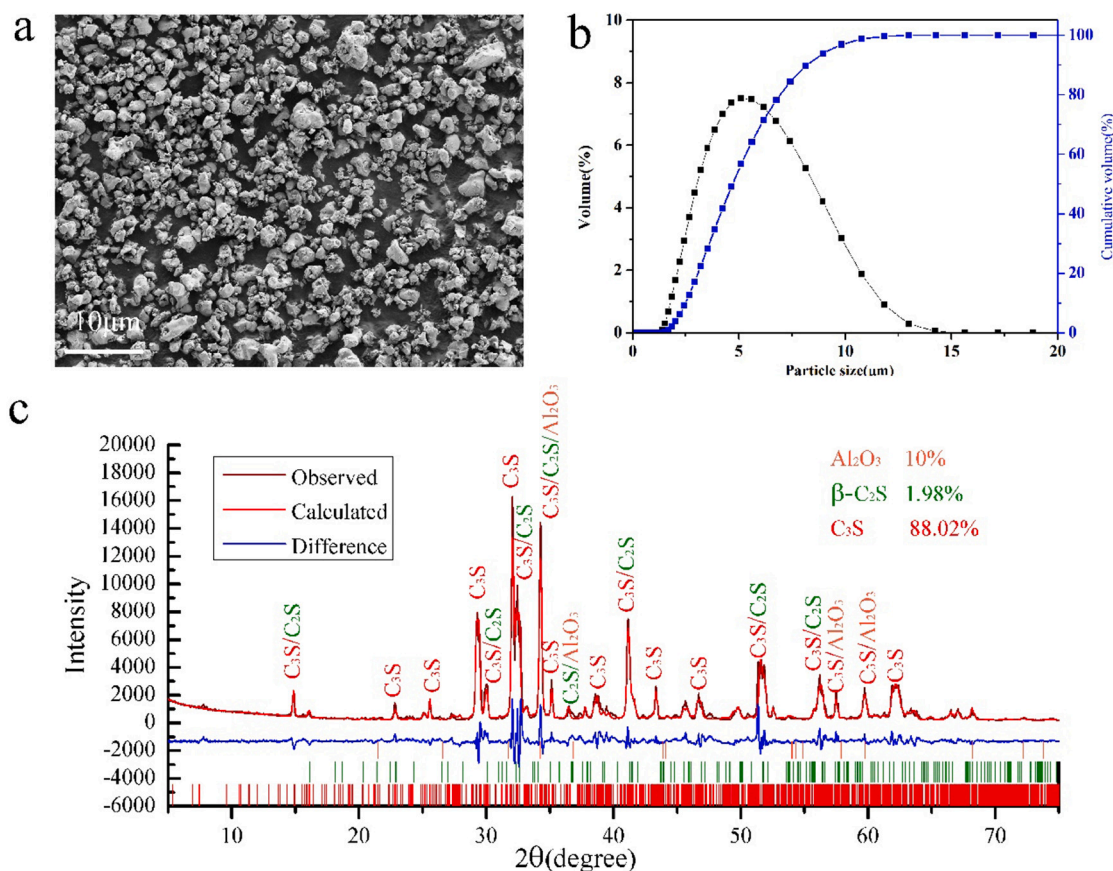 a
10μm
b
10
8
6
4
2
0
Volume(%)
100
80
60
40
20
0
Cumulative volume(%)
0 5 10 15 20
Particle size(μm)
c
20000
18000
16000
14000
12000
10000
8000
6000
4000
2000
0
-2000
-4000
-6000
Intensity
Observed
Calculated
Difference
C₃S/C₂S
C₃S
C₃S
C₃S
C₃S/C₂S
C₃S
C₃S/C₂S
C₃S/C₂S/Al₂O₃
C₃S
C₂S/Al₂O₃
C₃S
C₃S/C₂S
C₃S
C₃S
C₃S/C₂S
C₃S/C₂S
C₃S/Al₂O₃
C₃S/Al₂O₃
C₃S
Al₂O₃ 10%
β-C₂S 1.98%
C₃S 88.02%
10 20 30 40 50 60 70
2θ(degree)